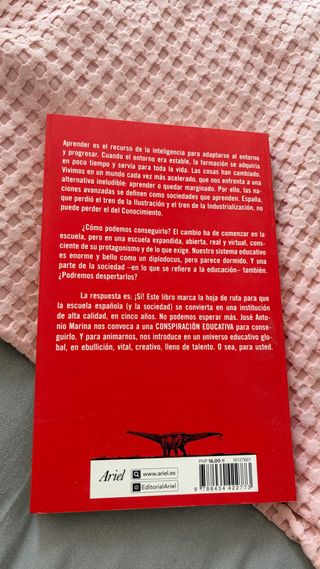 Aprender es el recurso de la inteligencia para adaptarse al entorno
y progresar. Cuando el entorno era estable, la formación se adquiría
en poco tiempo y servía para toda la vida. Las cosas han cambiado.
Vivimos en un mundo cada vez más acelerado, que nos enfrenta a una
alternativa ineludible: aprender o quedar marginado. Por ello, las na-
ciones avanzadas se definen como sociedades que aprenden. España,
que perdió el tren de la Ilustración y el tren de la Industrialización, no
puede perder el del Conocimiento.
¿Cómo podemos conseguirlo? El cambio ha de comenzar en la
escuela, pero en una escuela expandida, abierta, real y virtual, cons-
ciente de su protagonismo y de lo que exige. Nuestro sistema educativo
es enorme y bello como un diplodocus, pero parece dormido. Y una
parte de la sociedad –en lo que se refiere a la educación– también.
¿Podremos despertarlos?
La respuesta es: ¡Sí! Este libro marca la hoja de ruta para que
la escuela española (y la sociedad) se convierta en una institución
de alta calidad, en cinco años. No podemos esperar más. José Anto-
nio Marina nos convoca a una CONSPIRACIÓN EDUCATIVA para conse-
guirlo. Y para animarnos, nos introduce en un universo educativo glo-
bal, en ebullición, vital, creativo, lleno de talento. O sea, para usted.
PVP 16,00 € 10127607
Ariel
www.ariel.es
EditorialAriel
9 788434 422773